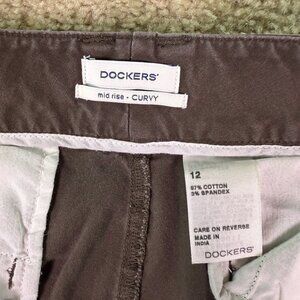 DOCKERS®
mid rise - CURVY
12
97% COTTON
3% SPANDEX
CARE ON REVERSE
MADE IN
INDIA
DOCKERS®